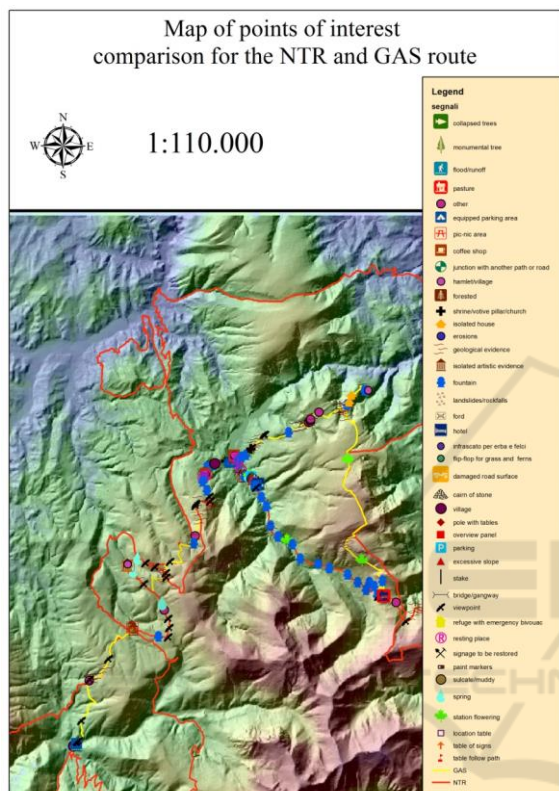 Map of points of interest
comparison for the NTR and GAS route
N
W E
S
1:110.000
Legend
segnali
collapsed trees
monumental tree
flood/runoff
pasture
other
equipped parking area
pic-nic area
coffee shop
junction with another path or road
hamlet/village
forested
shrine/votive pillar/church
isolated house
erosions
geological evidence
isolated artistic evidence
fountain
landslides/rockfalls
ford
hotel
infrascato per erba e felci
flip-flop for grass and ferns
damaged road surface
cairn of stone
village
pole with tables
overview panel
P parking
excessive slope
stake
bridge/gangway
viewpoint
refuge with emergency bivouac
R resting place
signage to be restored
paint markers
sulcate/muddy
spring
station flowering
location table
table of signs
table follow path
GAS
NTR